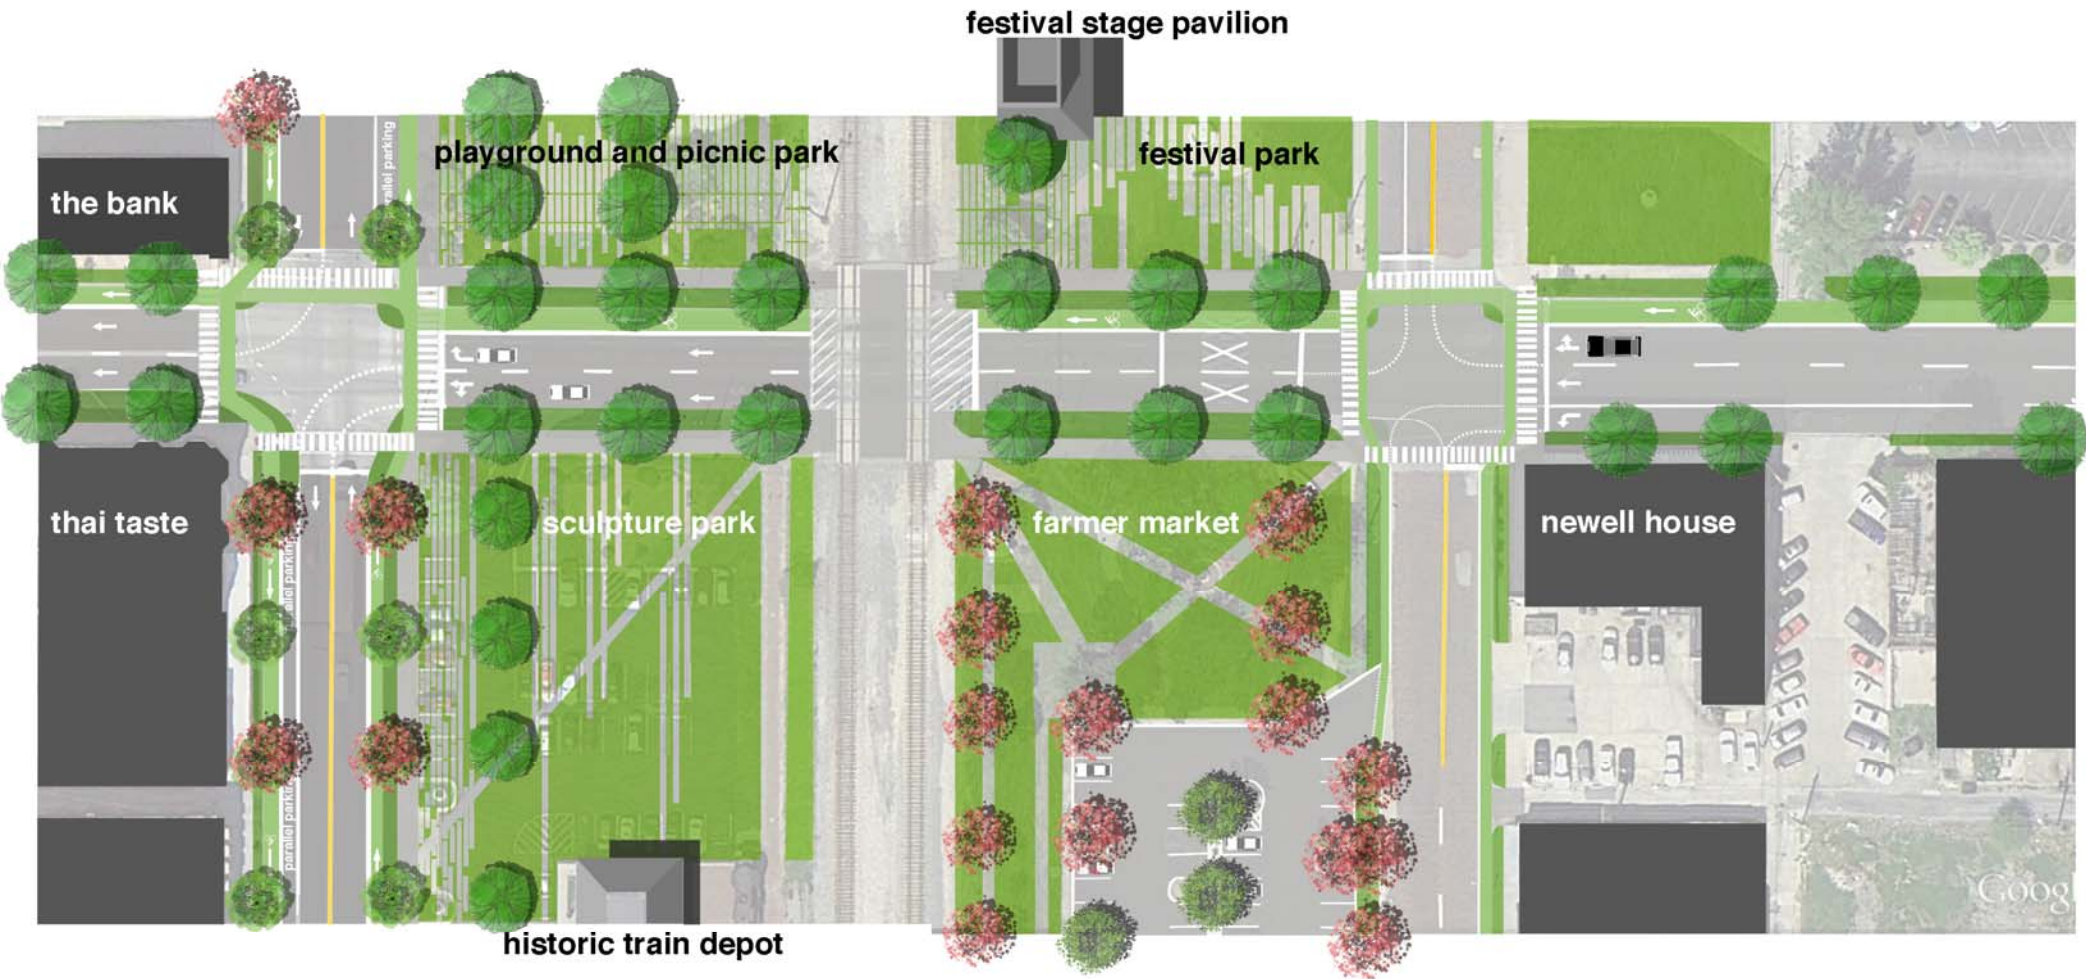 festival stage pavilion
parallel parking
playground and picnic park
festival park
the bank
thai taste
sculpture park
farmer market
newell house
parallel parking
parallel parking
historic train depot
Googl